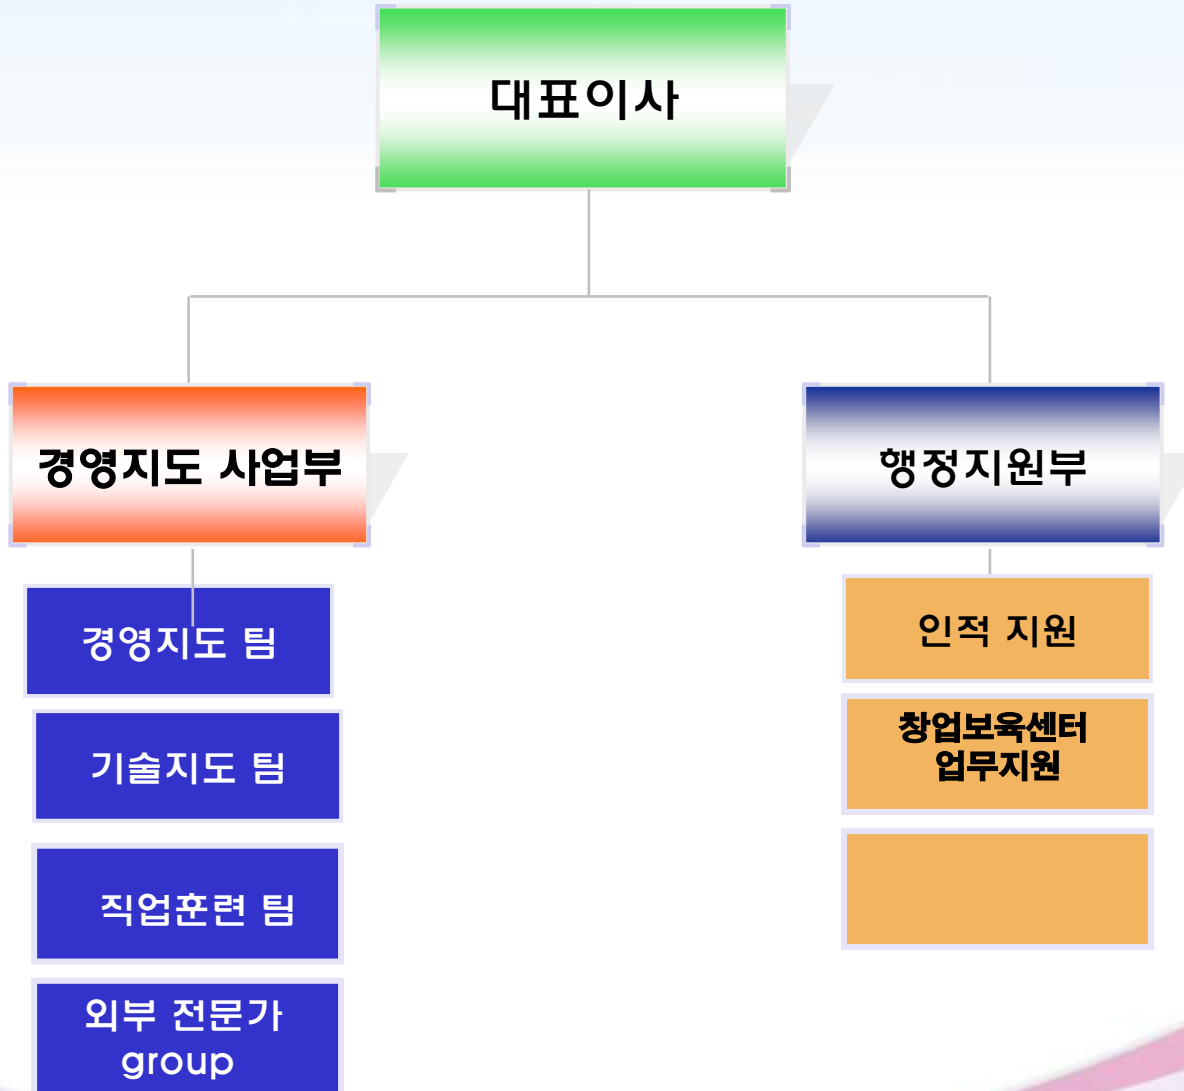 대표이사
경영지도 사업부
행정지원부
경영지도 팀
기술지도 팀
직업훈련 팀
외부 전문가
group
인적 지원
창업보육센터
업무지원